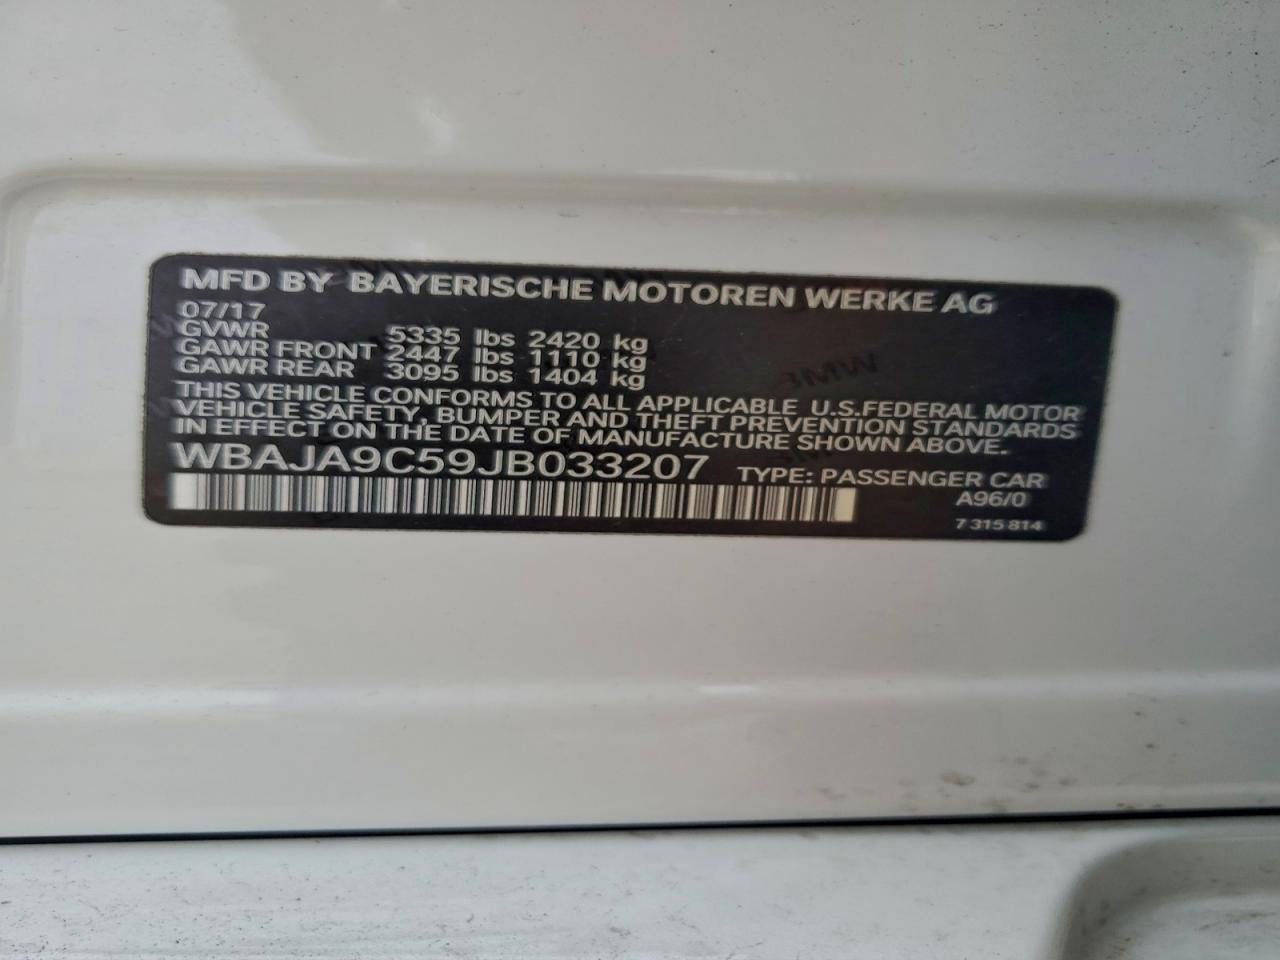 MFD BY BAYERISCHE MOTOREN WERKE AG
07/17
GVWR 5335 lbs 2420 kg
GAWR FRONT 2447 lbs 1110 kg
GAWR REAR 3095 lbs 1404 kg
THIS VEHICLE CONFORMS TO ALL APPLICABLE U.S.FEDERAL MOTOR
VEHICLE SAFETY, BUMPER AND THEFT PREVENTION STANDARDS
IN EFFECT ON THE DATE OF MANUFACTURE SHOWN ABOVE.
WBAJA9C59JB033207 TYPE: PASSENGER CAR
A96/0
7 315 814